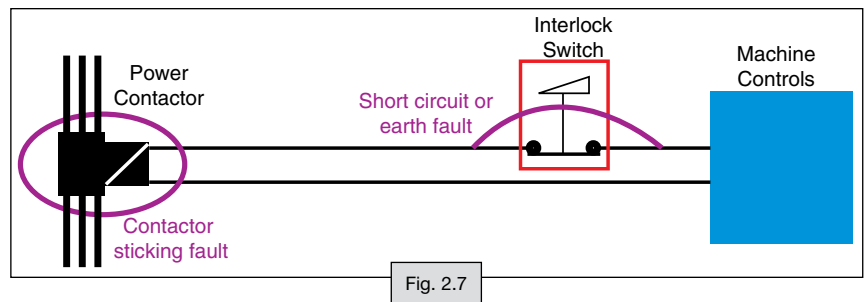 Interlock
Switch
Machine
Controls
Power
Contactor
Short circuit or
earth fault
Contactor
sticking fault
Fig. 2.7